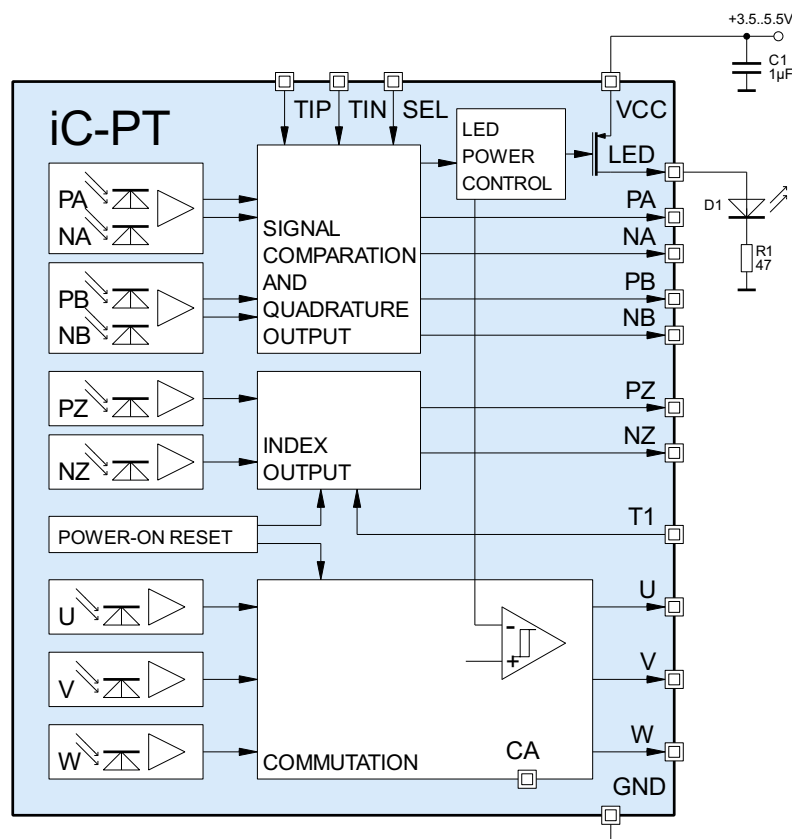 +3.5..5.5V
C1
1µF
iC-PT
TIP
TIN
SEL
VCC
LED
POWER
CONTROL
LED
D1
R1
47
PA
NA
SIGNAL
COMPARATION
AND
QUADRATURE
OUTPUT
PA
NA
PB
NB
PB
NB
PZ
NZ
INDEX
OUTPUT
PZ
NZ
POWER-ON RESET
T1
U
V
W
-
+
COMMUTATION
CA
U
V
W
GND